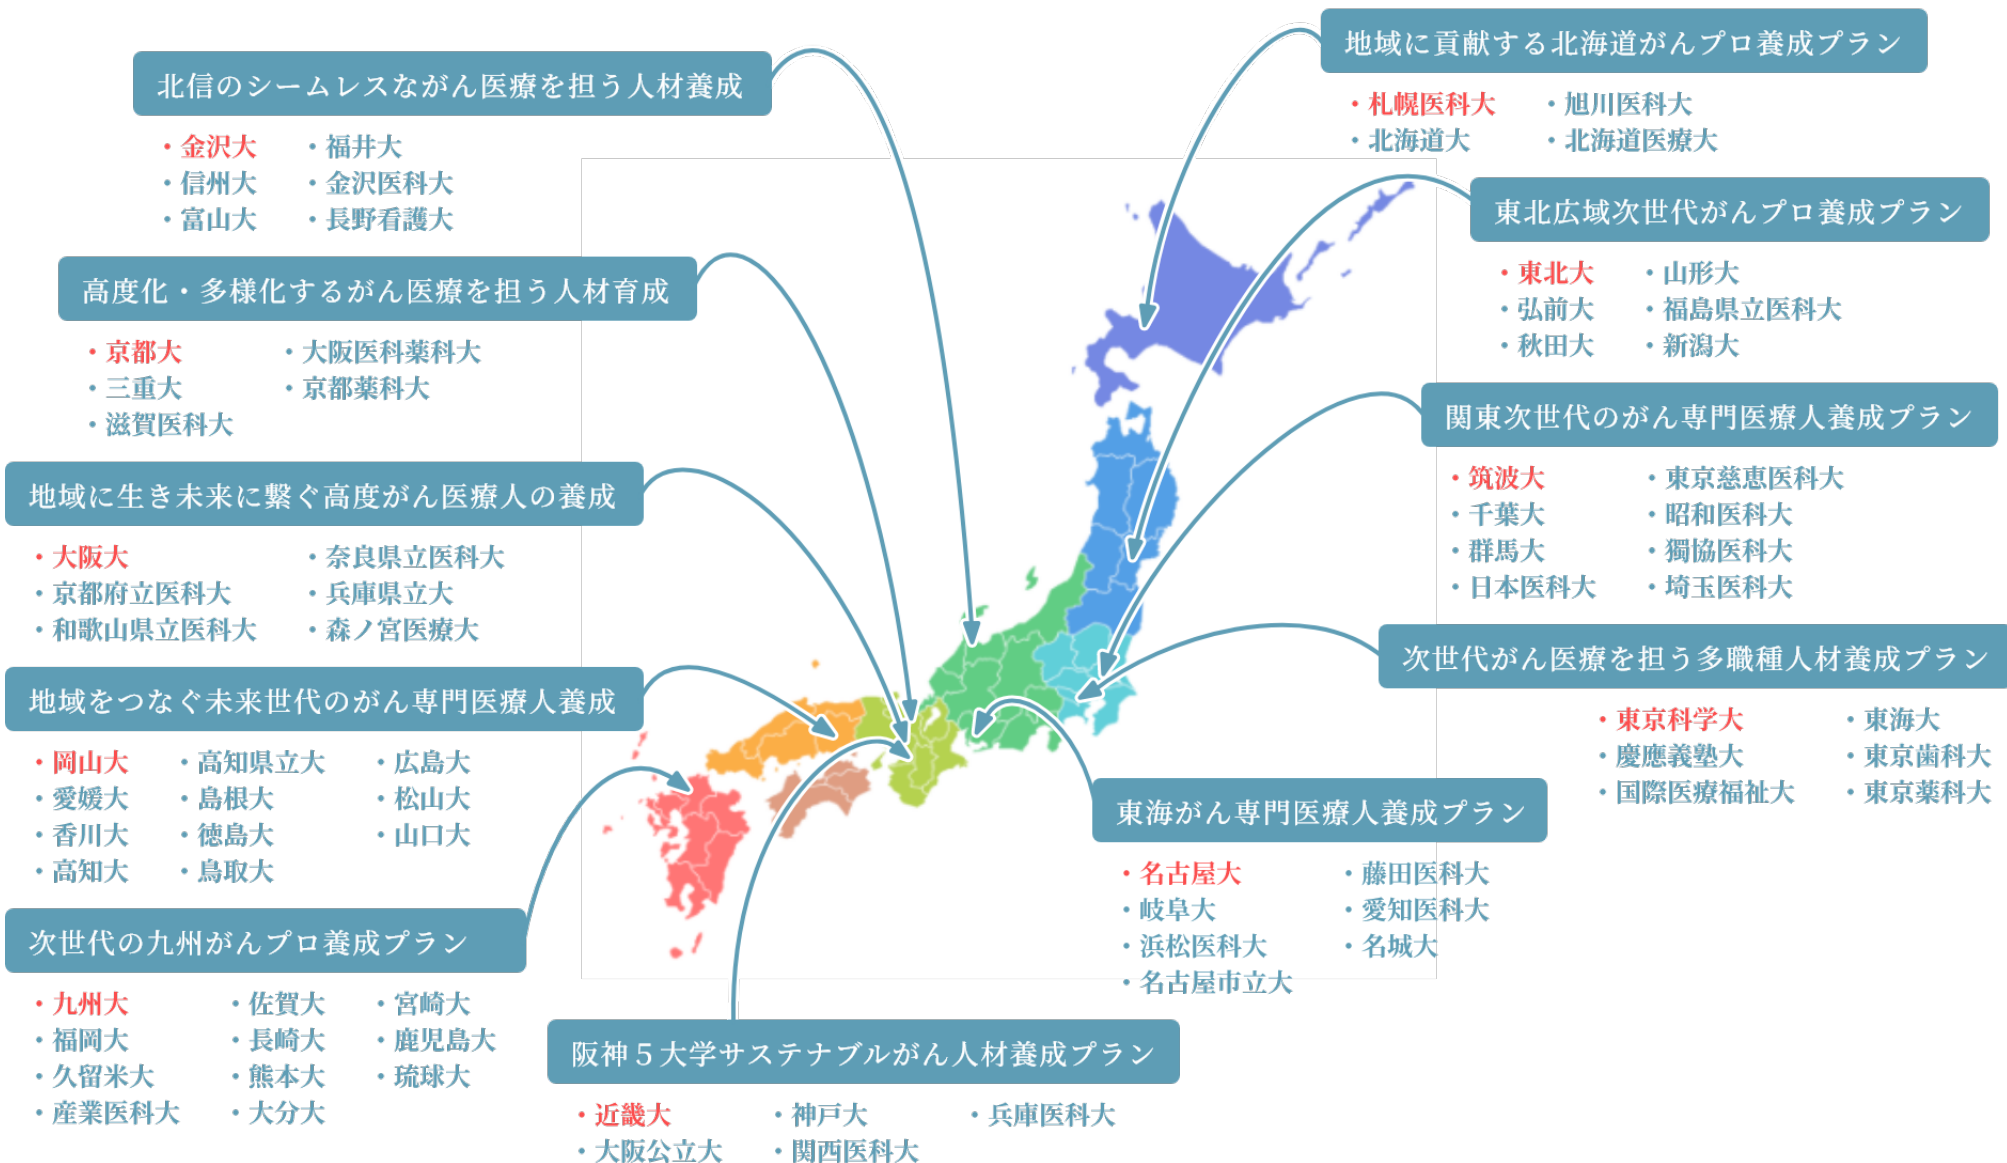 北信のシームレスながん医療を担う人材養成
・金沢大 ・福井大
・信州大 ・金沢医科大
・富山大 ・長野看護大
高度化・多様化するがん医療を担う人材育成
・京都大 ・大阪医科薬科大
・三重大 ・京都薬科大
・滋賀医科大
地域に生き未来に繋ぐ高度がん医療人の養成
・大阪大 ・奈良県立医科大
・京都府立医科大 ・兵庫県立大
・和歌山県立医科大 ・森ノ宮医療大
地域をつなぐ未来世代のがん専門医療人養成
・岡山大 ・高知県立大 ・広島大
・愛媛大 ・島根大 ・松山大
・香川大 ・徳島大 ・山口大
・高知大 ・鳥取大
次世代の九州がんプロ養成プラン
・九州大 ・佐賀大 ・宮崎大
・福岡大 ・長崎大 ・鹿児島大
・久留米大 ・熊本大 ・琉球大
・産業医科大 ・大分大
地域に貢献する北海道がんプロ養成プラン
・札幌医科大 ・旭川医科大
・北海道大 ・北海道医療大
東北広域次世代がんプロ養成プラン
・東北大 ・山形大
・弘前大 ・福島県立医科大
・秋田大 ・新潟大
関東次世代のがん専門医療人養成プラン
・筑波大 ・東京慈恵医科大
・千葉大 ・昭和医科大
・群馬大 ・獨協医科大
・日本医科大 ・埼玉医科大
次世代がん医療を担う多職種人材養成プラン
・東京科学大 ・東海大
・慶應義塾大 ・東京歯科大
・国際医療福祉大 ・東京薬科大
東海がん専門医療人養成プラン
・名古屋大 ・藤田医科大
・岐阜大 ・愛知医科大
・浜松医科大 ・名城大
・名古屋市立大
阪神５大学サステナブルがん人材養成プラン
・近畿大 ・神戸大 ・兵庫医科大
・大阪公立大 ・関西医科大